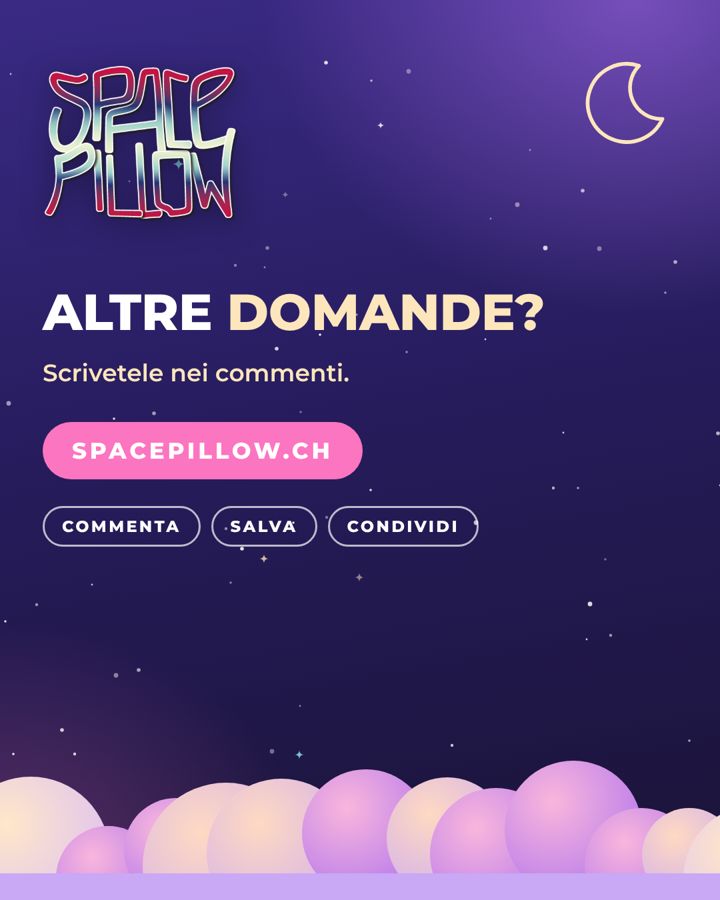 SPACE
PILLOW
ALTRE DOMANDE?
Scrivetele nei commenti.
SPACEPILLOW.CH
COMMENTA SALVA CONDIVIDI